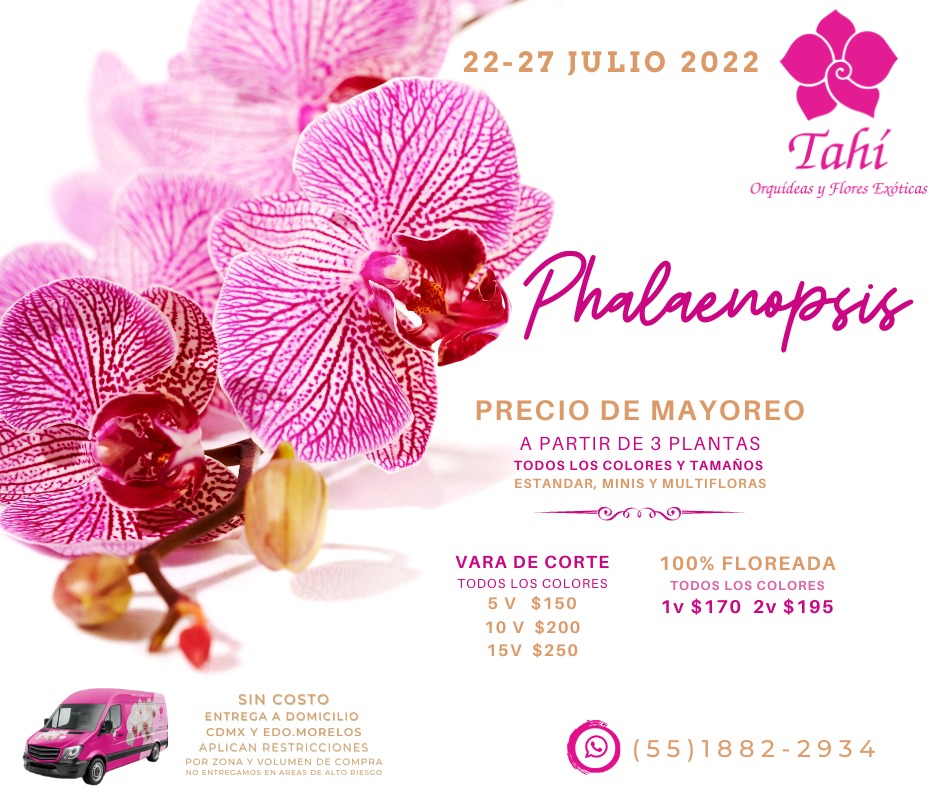 22-27 JULIO 2022
Tahí
Orquídeas y Flores Exóticas
Phalaenopsis
PRECIO DE MAYOREO
A PARTIR DE 3 PLANTAS
TODOS LOS COLORES Y TAMAÑOS
ESTANDAR, MINIS Y MULTIFLORAS
VARA DE CORTE
TODOS LOS COLORES
5 V $150
10 V $200
15V $250
100% FLOREADA
TODOS LOS COLORES
1v $170 2v $195
SIN COSTO
ENTREGA A DOMICILIO
CDMX Y EDO.MORELOS
APLICAN RESTRICCIONES
POR ZONA Y VOLUMEN DE COMPRA
NO ENTREGAMOS EN AREAS DE ALTO RIESGO
(55)1882-2934